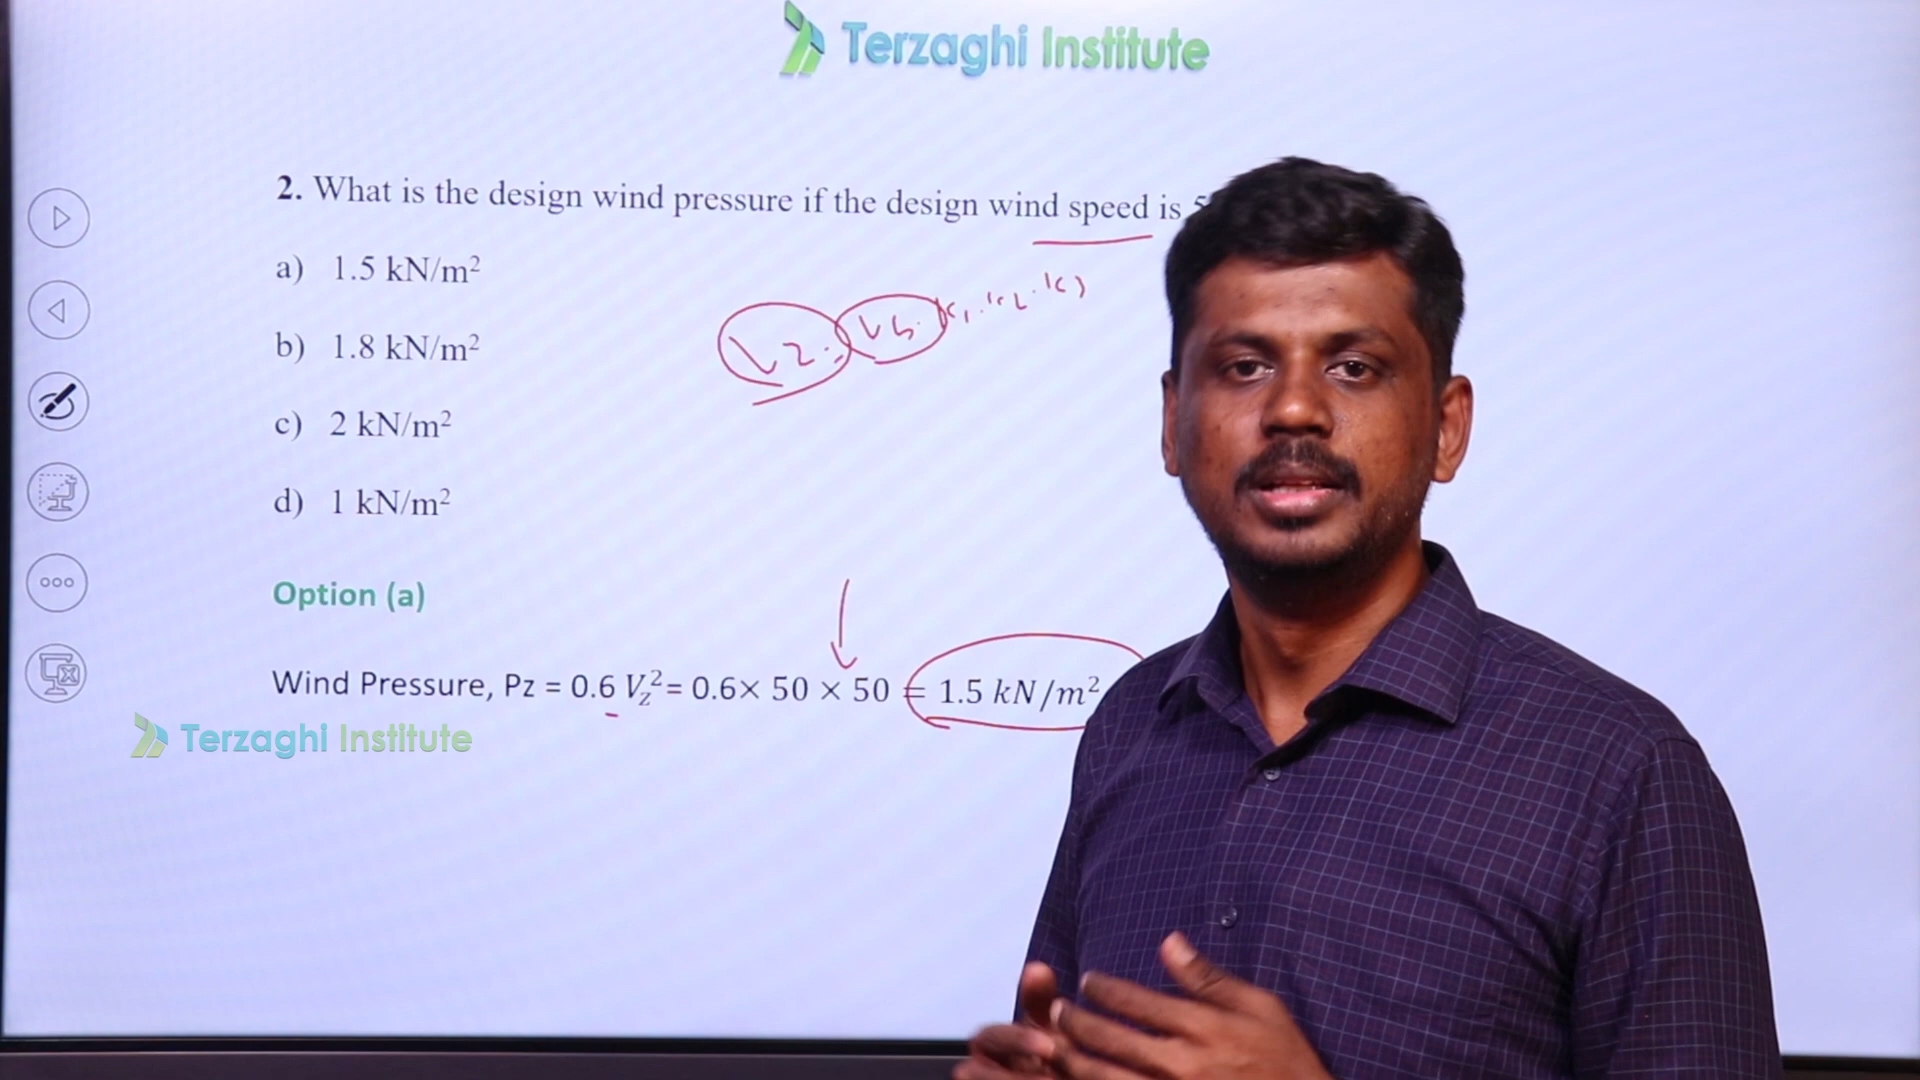 Terzaghi Institute
2. What is the design wind pressure if the design wind speed is 5
a) 1.5 kN/m²
b) 1.8 kN/m²
c) 2 kN/m²
d) 1 kN/m²
Option (a)
Wind Pressure, Pz = 0.6 V_z² = 0.6× 50 × 50 = 1.5 kN/m²
Terzaghi Institute